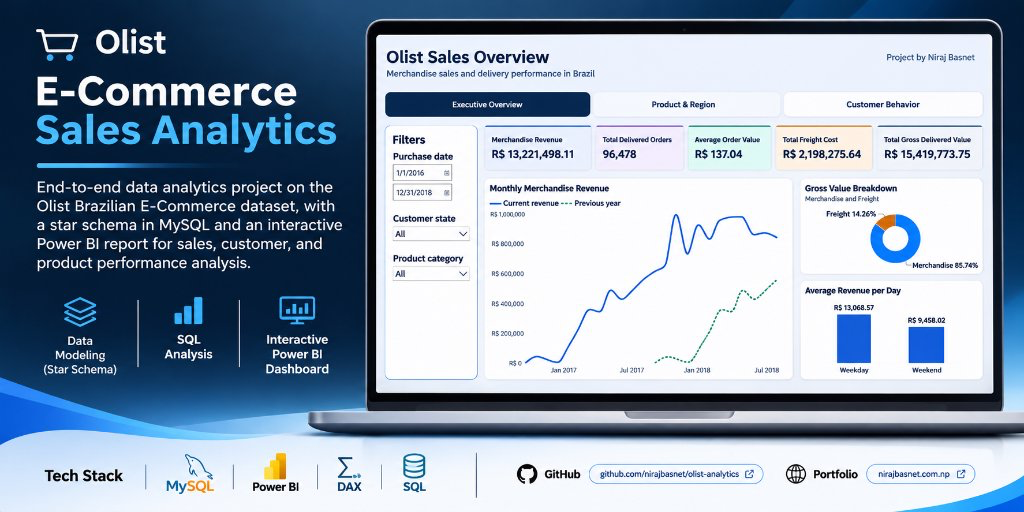 Olist
E-Commerce
Sales Analytics
End-to-end data analytics project on the
Olist Brazilian E-Commerce dataset, with
a star schema in MySQL and an interactive
Power BI report for sales, customer, and
product performance analysis.
Data
Modeling
(Star Schema)
SQL
Analysis
Interactive
Power BI
Dashboard
Olist Sales Overview
Merchandise sales and delivery performance in Brazil
Project by Niraj Basnet
Executive Overview
Product & Region
Customer Behavior
Filters
Purchase date
1/1/2016
12/31/2018
Customer state
All
Product category
All
Merchandise Revenue
R$ 13,221,498.11
Total Delivered Orders
96,478
Average Order Value
R$ 137.04
Total Freight Cost
R$ 2,198,275.64
Total Gross Delivered Value
R$ 15,419,773.75
Monthly Merchandise Revenue
Current revenue
Previous year
R$ 1,000,000
R$ 800,000
R$ 600,000
R$ 400,000
R$ 200,000
R$ 0
Jan 2017
Jul 2017
Jan 2018
Jul 2018
Gross Value Breakdown
Merchandise and Freight
Freight 14.26%
Merchandise 85.74%
Average Revenue per Day
R$ 13,068.57
R$ 9,458.02
Weekday
Weekend
Tech Stack
MySQL
Power BI
DAX
SQL
GitHub
github.com/nirajbasnet/olist-analytics
Portfolio
nirajbasnet.com.np